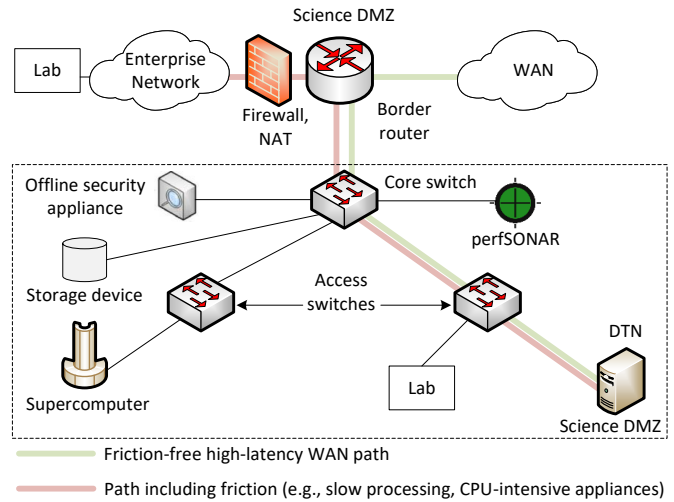 Science DMZ
Lab
Enterprise
Network
WAN
Firewall,
NAT
Border
router
Offline security
appliance
Core switch
perfSONAR
Storage device
Access
switches
DTN
Lab
Supercomputer
Science DMZ
Friction-free high-latency WAN path
Path including friction (e.g., slow processing, CPU-intensive appliances)